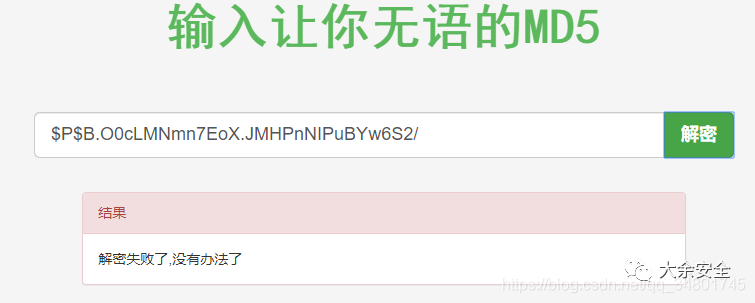 输入让你无语的MD5
$P$B.O0cLMNmn7EoX.JMHPnNIPuBYw6S2/
解密
结果
解密失败了,没有办法了
大余安全
https://blog.csdn.net/qq_34801745